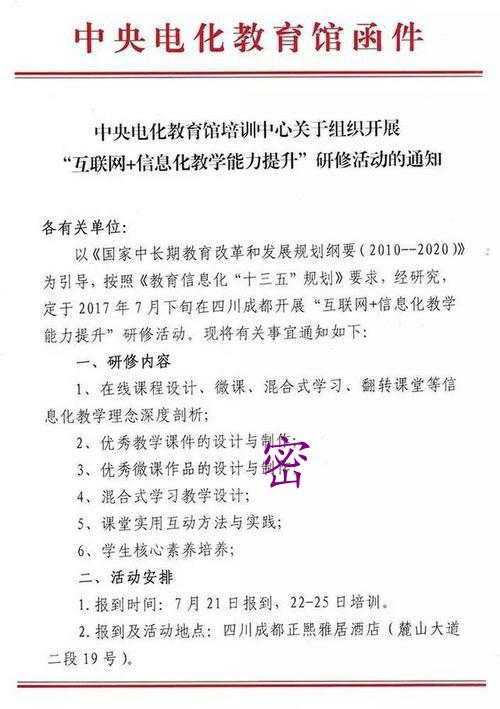 中央电化教育馆函件
中央电化教育馆培训中心关于组织开展
“互联网+信息化教学能力提升”研修活动的通知
各有关单位：
以《国家中长期教育改革和发展规划纲要（2010--2020）》
为引导，按照《教育信息化“十三五”规划》要求，经研究，
定于 2017 年 7 月下旬在四川成都开展“互联网+信息化教学
能力提升”研修活动。现将有关事宜通知如下：
一、研修内容
1、在线课程设计、微课、混合式学习、翻转课堂等信
息化教学理念深度剖析；
2、优秀教学课件的设计与制作；
3、优秀微课作品的设计与制
密
4、混合式学习教学设计；
5、课堂实用互动方法与实践；
6、学生核心素养培养；
二、活动安排
1.报到时间：7 月 21 日报到，22-25 日培训。
2.报到及活动地点：四川成都正熙雅居酒店（麓山大道
二段 19 号）。